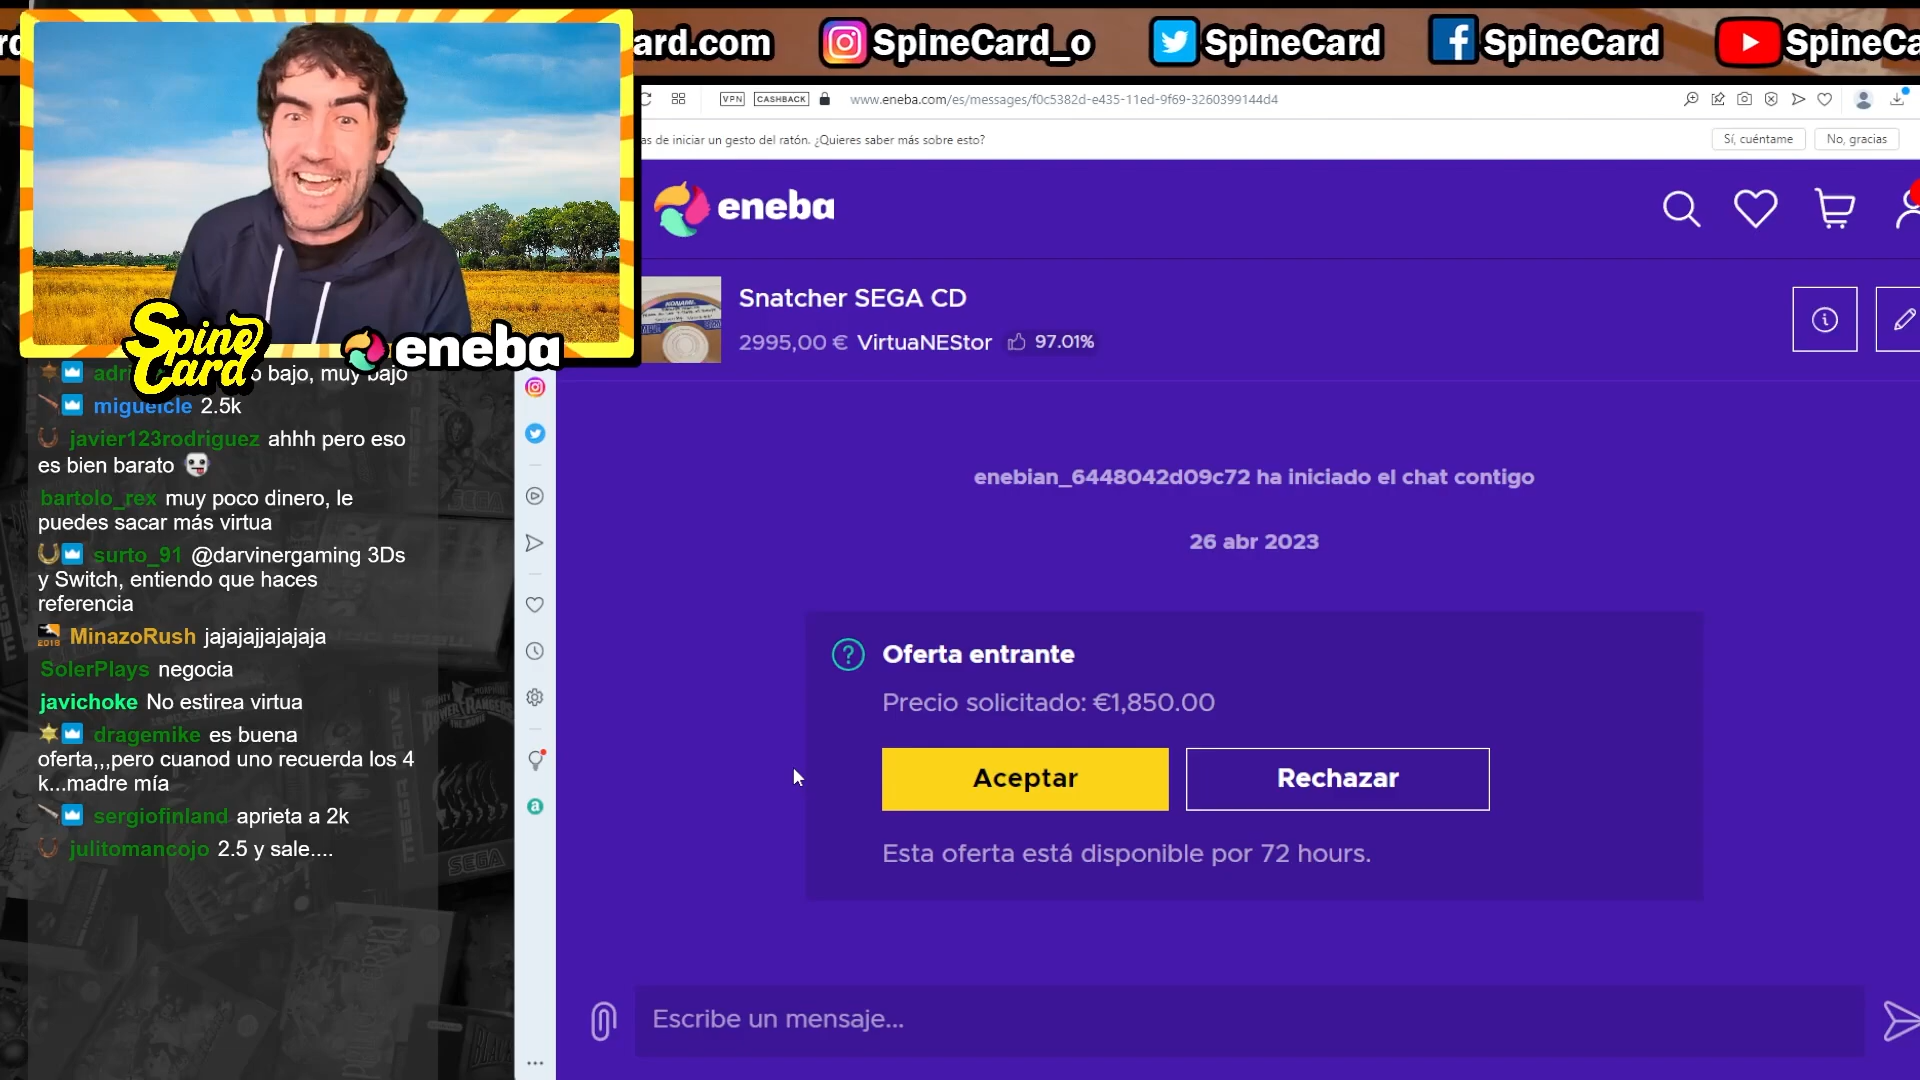 ard.com
SpineCard_o
SpineCard
SpineCard
SpineCa
VPN
CASHBACK
www.eneba.com/es/messages/f0c5382d-e435-11ed-9f69-3260399144d4
as de iniciar un gesto del ratón. ¿Quieres saber más sobre esto?
Sí, cuéntame
No, gracias
eneba
Snatcher SEGA CD
2995,00 € VirtuaNEStor 97.01%
KONAMI
Spine
Card
eneba
o bajo, muy bajo
miguelcle 2.5k
javier123rodriguez ahhh pero eso
es bien barato
bartolo_rex muy poco dinero, le
puedes sacar más virtua
surto_91 @darvinergaming 3Ds
y Switch, entiendo que haces
referencia
MinazoRush jajajajjajajaja
SolerPlays negocia
javichoke No estirea virtua
dragemike es buena
oferta,,,pero cuanod uno recuerda los 4
k...madre mía
sergiofinland aprieta a 2k
julitomancojo 2.5 y sale....
enebian_6448042d09c72 ha iniciado el chat contigo
26 abr 2023
Oferta entrante
Precio solicitado: €1,850.00
Aceptar
Rechazar
Esta oferta está disponible por 72 hours.
Escribe un mensaje...